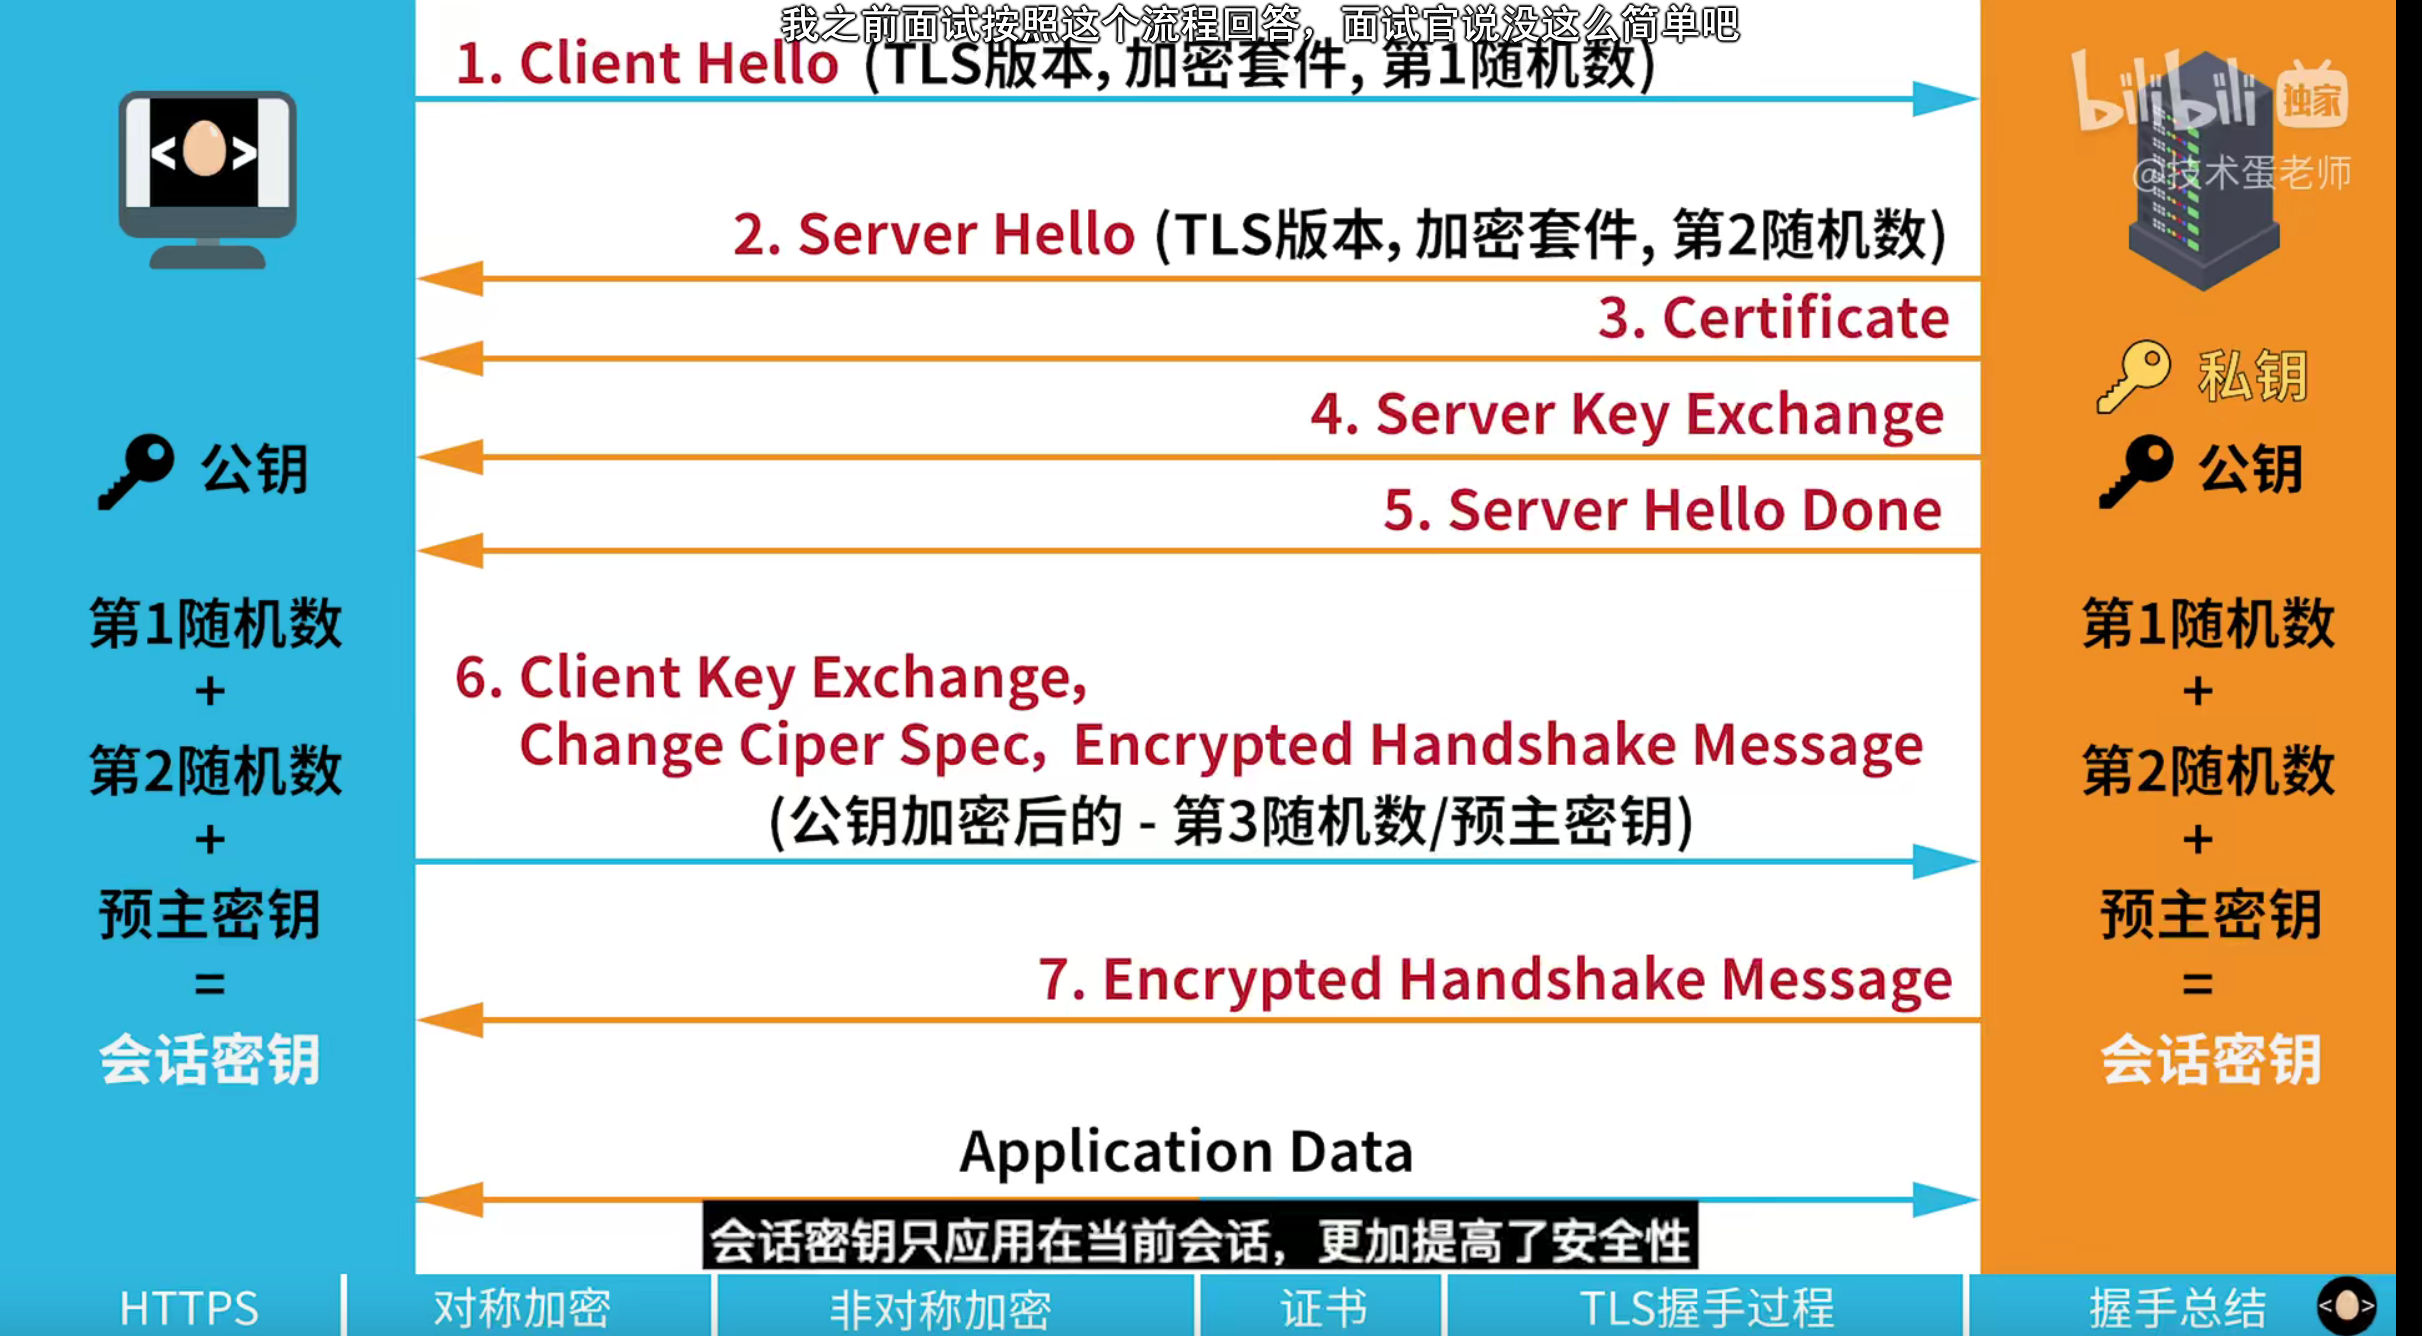 我之前面试按照这个流程回答，面试官说没这么简单吧
1. Client Hello (TLS版本, 加密套件, 第1随机数)
bilibili 独家
@技术蛋老师
< >
2. Server Hello (TLS版本, 加密套件, 第2随机数)
3. Certificate
私钥
4. Server Key Exchange
公钥
公钥
5. Server Hello Done
第1随机数
+
第2随机数
+
预主密钥
=
会话密钥
6. Client Key Exchange,
Change Ciper Spec, Encrypted Handshake Message
(公钥加密后的 - 第3随机数/预主密钥)
7. Encrypted Handshake Message
第1随机数
+
第2随机数
+
预主密钥
=
会话密钥
Application Data
会话密钥只应用在当前会话，更加提高了安全性
HTTPS
对称加密
非对称加密
证书
TLS握手过程
握手总结
< >